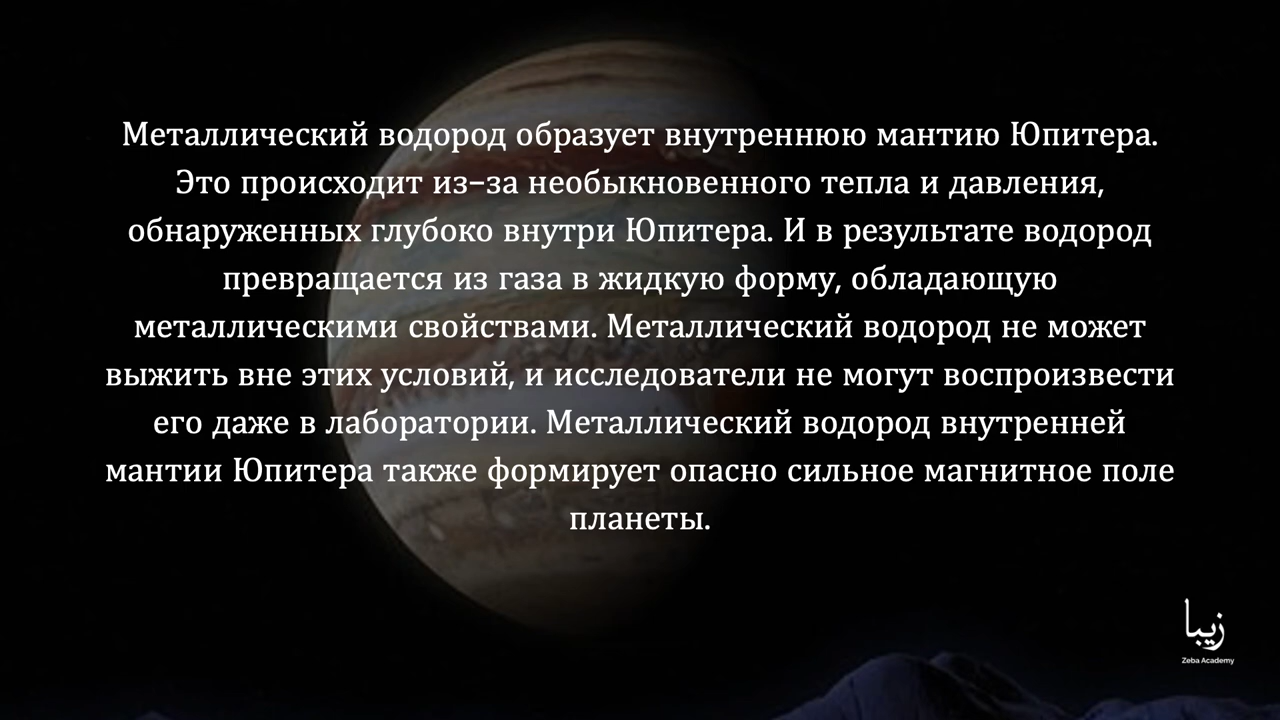 Металлический водород образует внутреннюю мантию Юпитера.
Это происходит из-за необыкновенного тепла и давления,
обнаруженных глубоко внутри Юпитера. И в результате водород
превращается из газа в жидкую форму, обладающую
металлическими свойствами. Металлический водород не может
выжить вне этих условий, и исследователи не могут воспроизвести
его даже в лаборатории. Металлический водород внутренней
мантии Юпитера также формирует опасно сильное магнитное поле
планеты.
زيبا
Zeba Academy